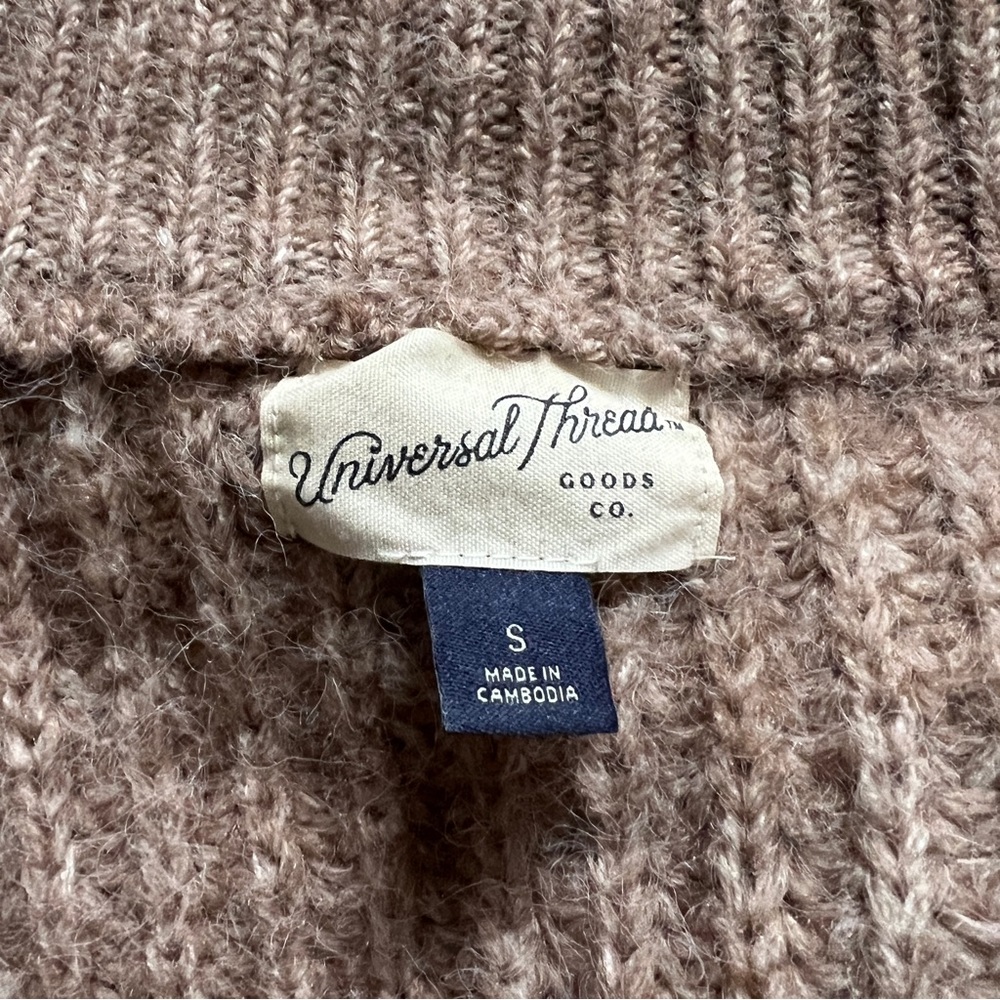 Universal Thread™
GOODS
CO.
S
MADE IN
CAMBODIA